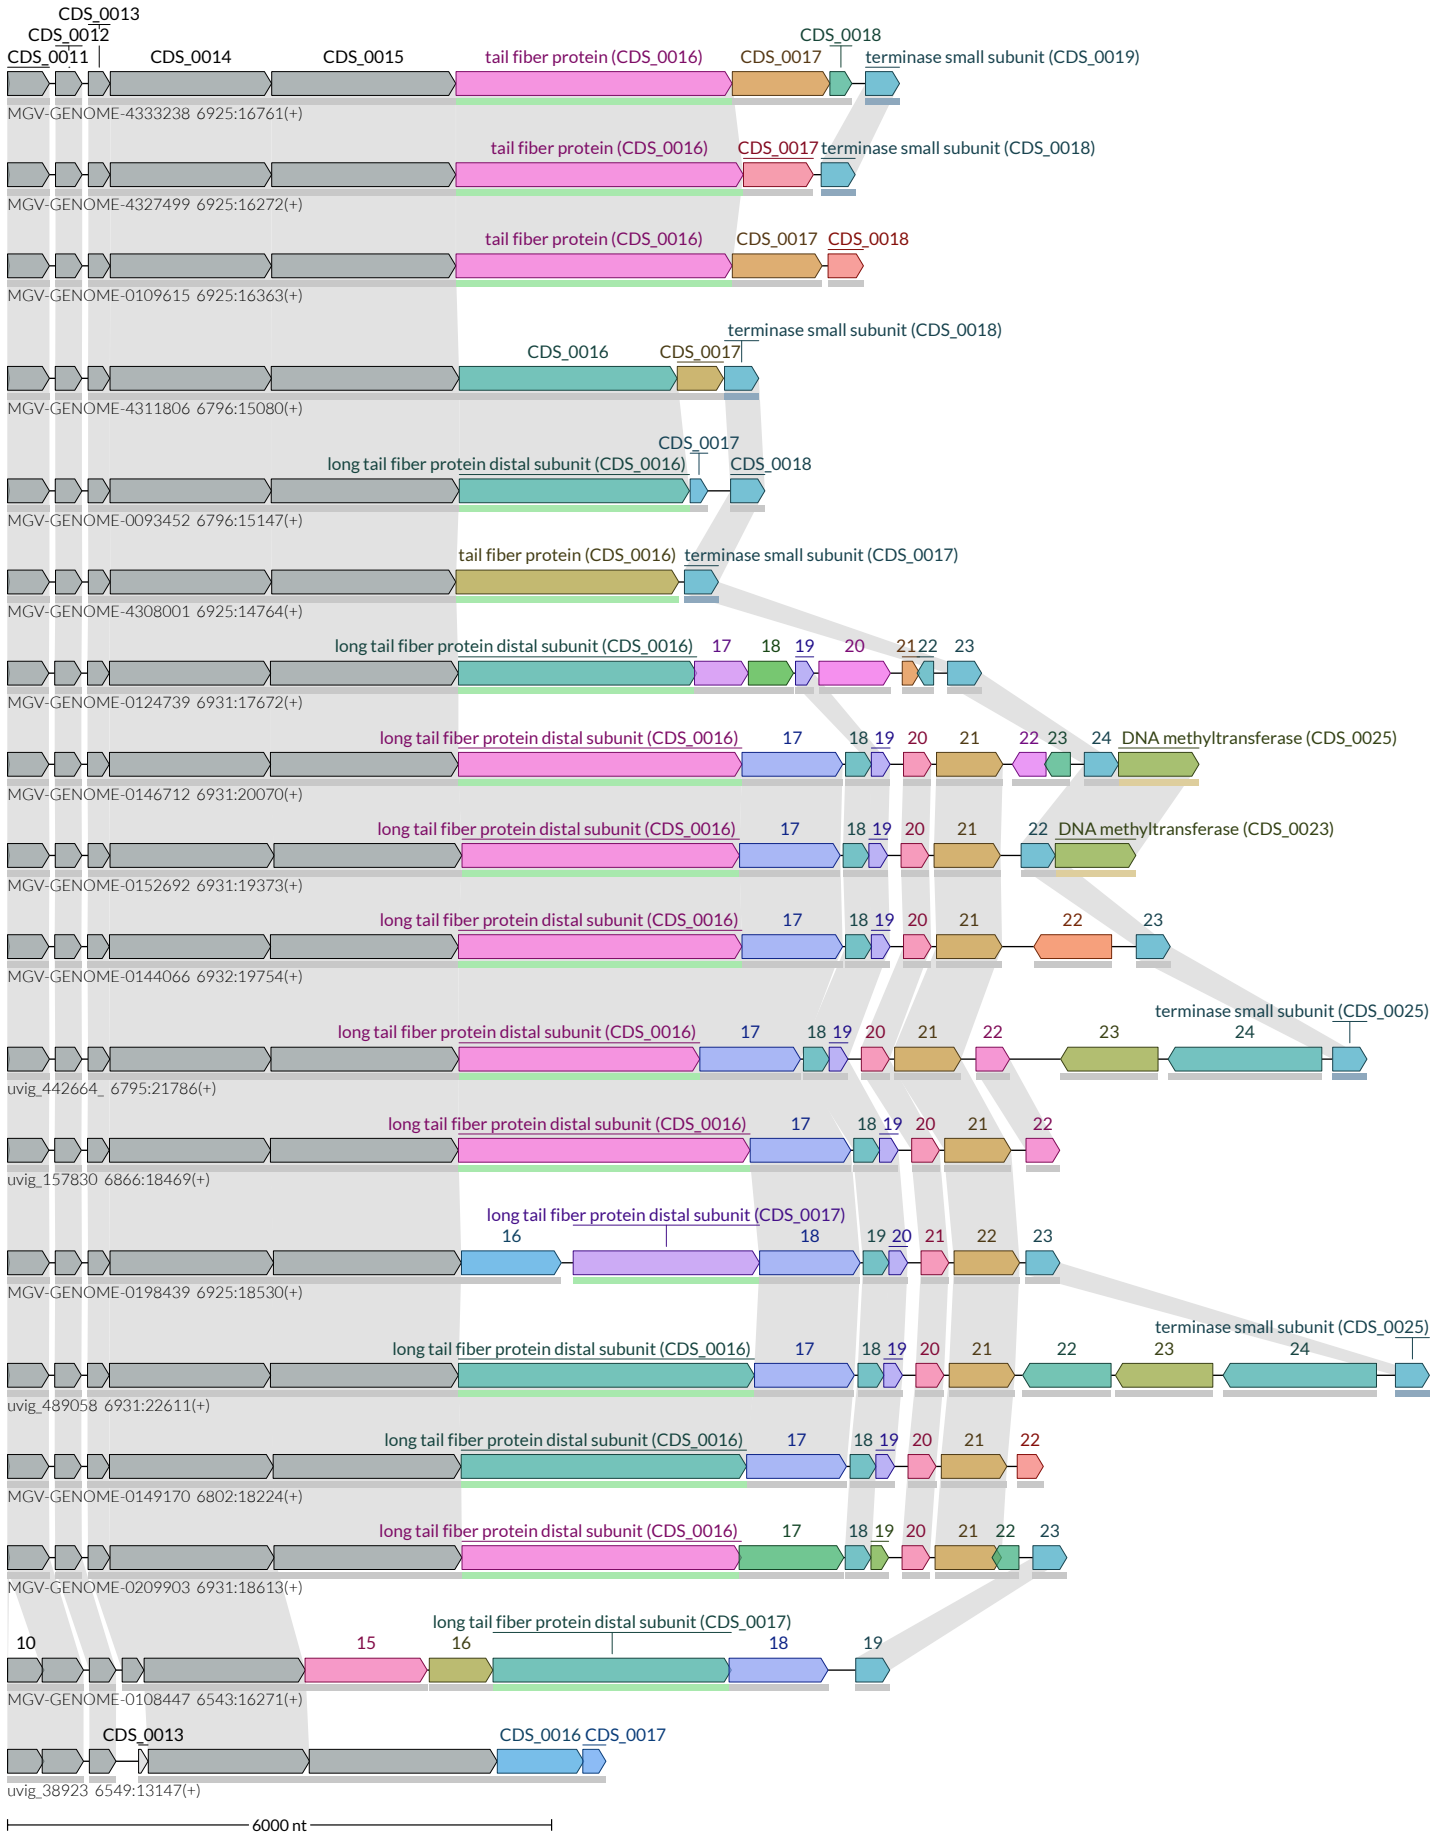 CDS_0013
CDS_0012 CDS_0018
CDS_0011 CDS_0014 CDS_0015 tail fiber protein (CDS_0016) CDS_0017 terminase small subunit (CDS_0019)
MGV-GENOME-4333238 6925:16761(+)
tail fiber protein (CDS_0016) CDS_0017 terminase small subunit (CDS_0018)
MGV-GENOME-4327499 6925:16272(+)
tail fiber protein (CDS_0016) CDS_0017 CDS_0018
MGV-GENOME-0109615 6925:16363(+)
terminase small subunit (CDS_0018)
CDS_0016 CDS_0017
MGV-GENOME-4311806 6796:15080(+)
CDS_0017
long tail fiber protein distal subunit (CDS_0016) CDS_0018
MGV-GENOME-0093452 6796:15147(+)
tail fiber protein (CDS_0016) terminase small subunit (CDS_0017)
MGV-GENOME-4308001 6925:14764(+)
long tail fiber protein distal subunit (CDS_0016) 17 18 19 20 21 22 23
MGV-GENOME-0124739 6931:17672(+)
long tail fiber protein distal subunit (CDS_0016) 17 18 19 20 21 22 23 24 DNA methyltransferase (CDS_0025)
MGV-GENOME-0146712 6931:20070(+)
long tail fiber protein distal subunit (CDS_0016) 17 18 19 20 21 22 DNA methyltransferase (CDS_0023)
MGV-GENOME-0152692 6931:19373(+)
long tail fiber protein distal subunit (CDS_0016) 17 18 19 20 21 22 23
MGV-GENOME-0144066 6932:19754(+)
terminase small subunit (CDS_0025)
long tail fiber protein distal subunit (CDS_0016) 17 18 19 20 21 22 23 24
uvig_442664_ 6795:21786(+)
long tail fiber protein distal subunit (CDS_0016) 17 18 19 20 21 22
uvig_157830 6866:18469(+)
long tail fiber protein distal subunit (CDS_0017)
16 18 19 20 21 22 23
MGV-GENOME-0198439 6925:18530(+)
terminase small subunit (CDS_0025)
long tail fiber protein distal subunit (CDS_0016) 17 18 19 20 21 22 23 24
uvig_489058 6931:22611(+)
long tail fiber protein distal subunit (CDS_0016) 17 18 19 20 21 22
MGV-GENOME-0149170 6802:18224(+)
long tail fiber protein distal subunit (CDS_0016) 17 18 19 20 21 22 23
MGV-GENOME-0209903 6931:18613(+)
long tail fiber protein distal subunit (CDS_0017)
10 15 16 18 19
MGV-GENOME-0108447 6543:16271(+)
CDS_0013 CDS_0016 CDS_0017
uvig_38923 6549:13147(+)
6000 nt